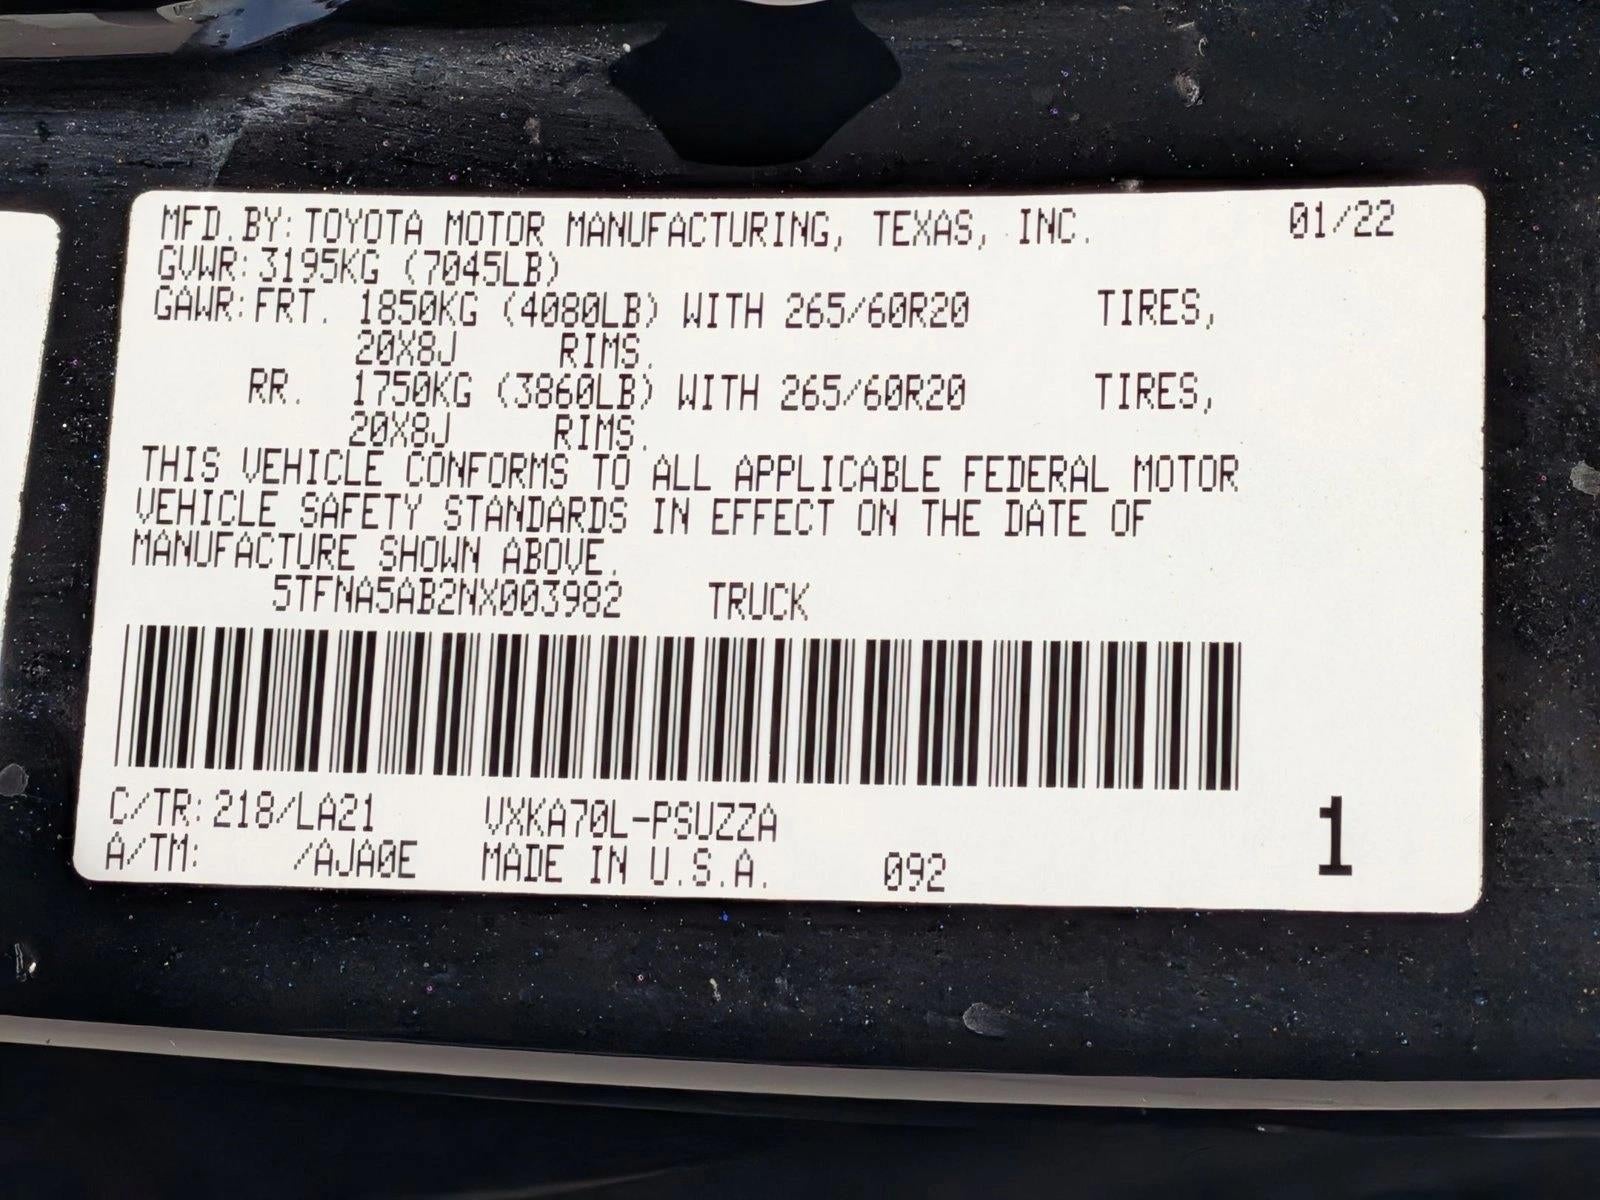 MFD.BY: TOYOTA MOTOR MANUFACTURING, TEXAS, INC. 01/22
GVWR: 3195KG (7045LB)
GAWR: FRT. 1850KG (4080LB) WITH 265/60R20 TIRES,
20X8J RIMS.
RR. 1750KG (3860LB) WITH 265/60R20 TIRES,
20X8J RIMS.
THIS VEHICLE CONFORMS TO ALL APPLICABLE FEDERAL MOTOR
VEHICLE SAFETY STANDARDS IN EFFECT ON THE DATE OF
MANUFACTURE SHOWN ABOVE.
5TFNA5AB2NX003982 TRUCK
C/TR: 218/LA21 VXKA70L-PSUZZA
A/TM: /AJA0E MADE IN U.S.A. 092
1